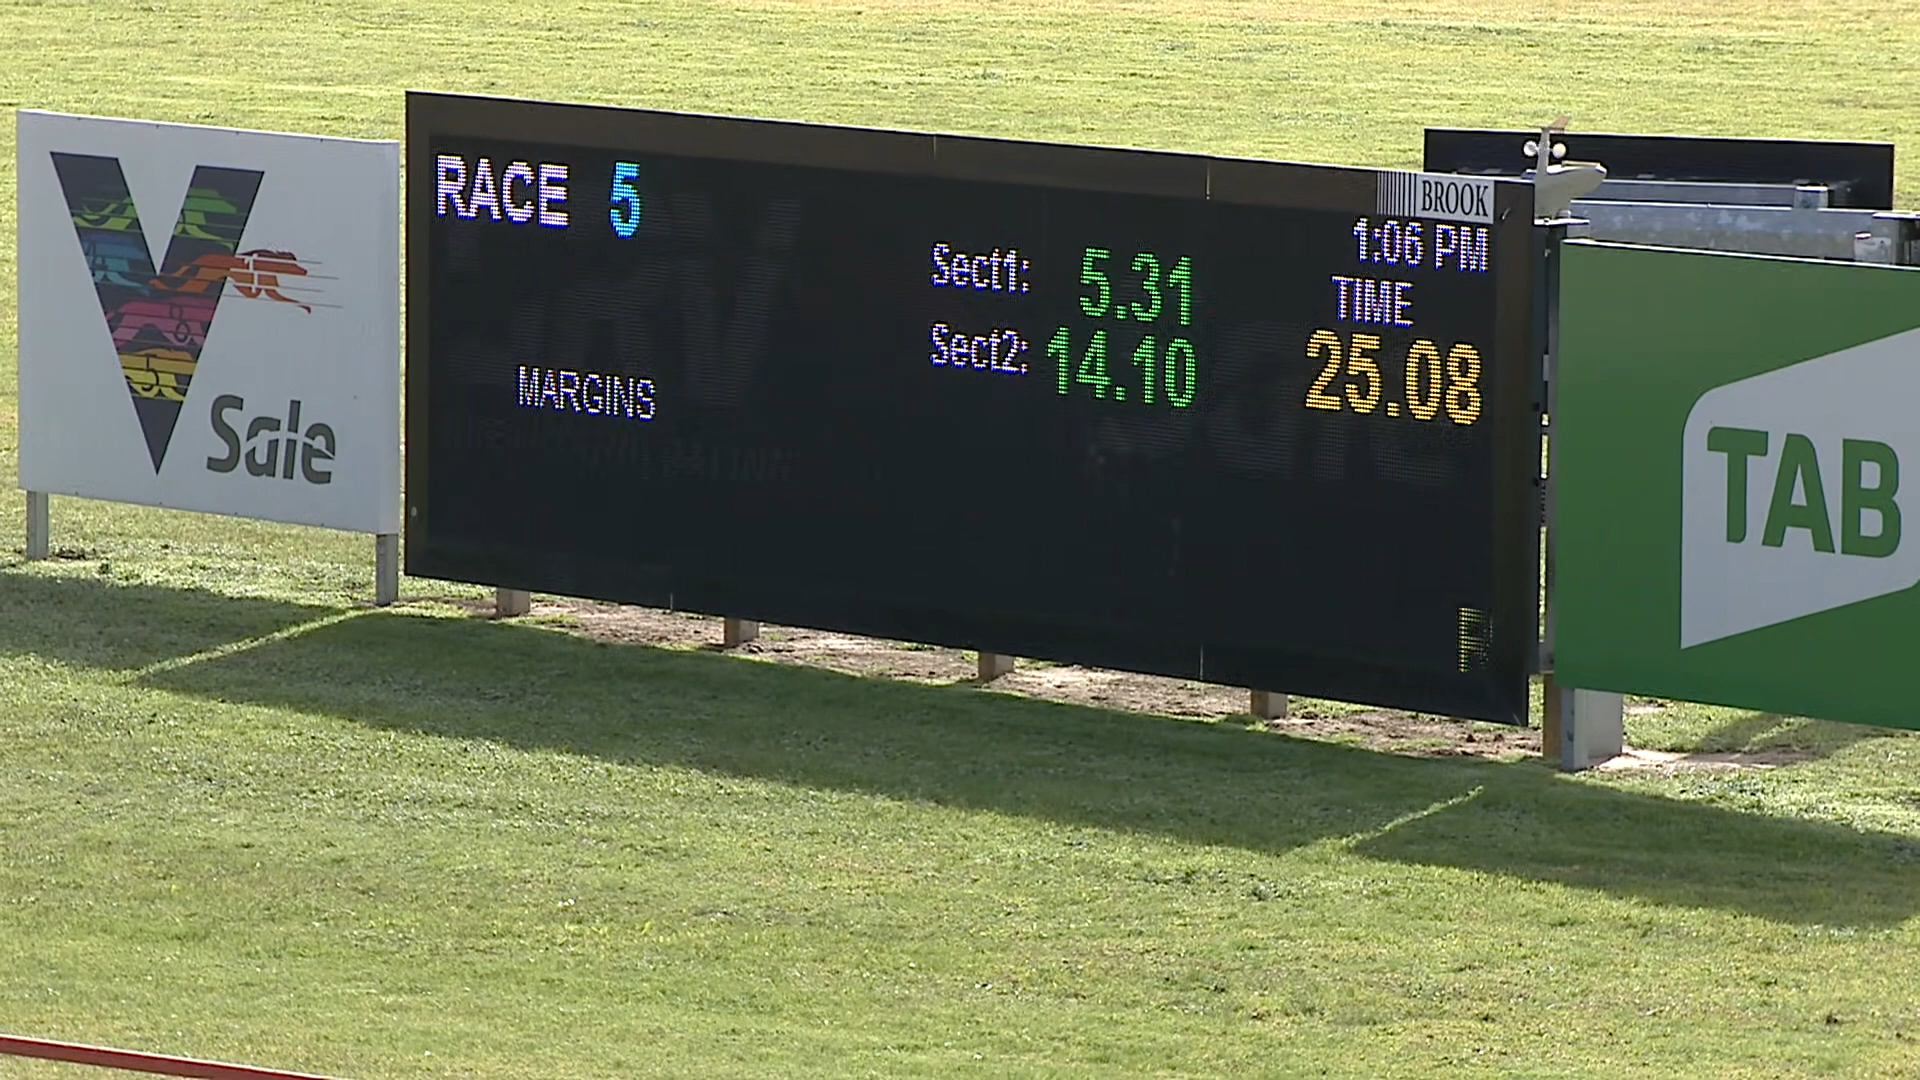 Sale
RACE 5
BROOK
1:06 PM
Sect1: 5.31
TIME
Sect2: 14.10
25.08
MARGINS
TAB